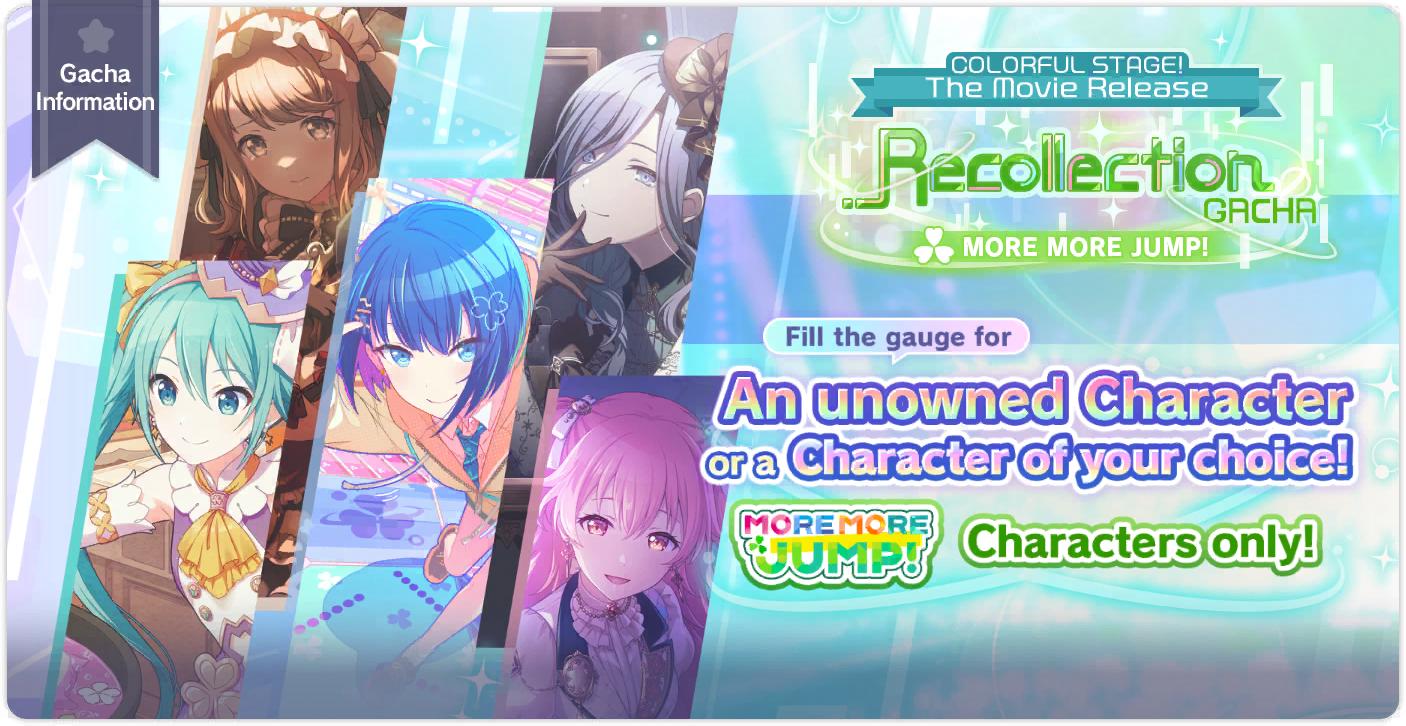 Gacha
Information
COLORFUL STAGE!
The Movie Release
Recollection
GACHA
MORE MORE JUMP!
Fill the gauge for
An unowned Character
or a Character of your choice!
MORE MORE
JUMP!
Characters only!